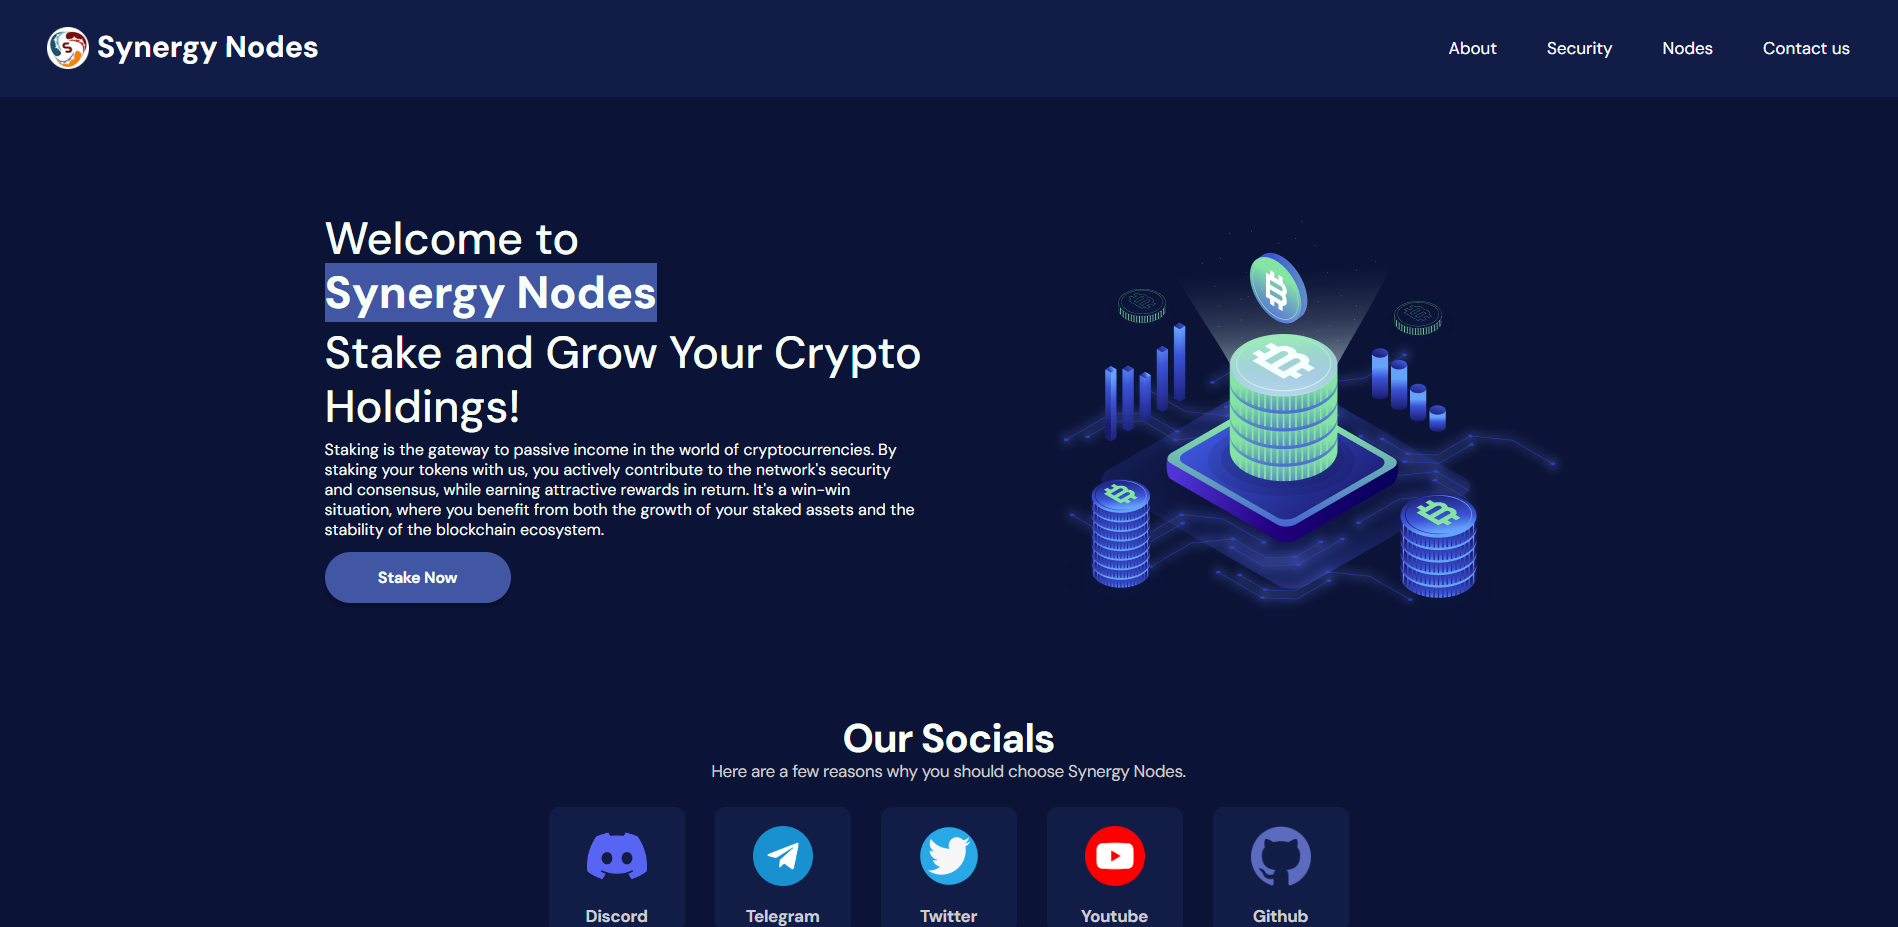 Synergy Nodes
About
Security
Nodes
Contact us
Welcome to
Synergy Nodes
Stake and Grow Your Crypto
Holdings!
Staking is the gateway to passive income in the world of cryptocurrencies. By
staking your tokens with us, you actively contribute to the network's security
and consensus, while earning attractive rewards in return. It's a win-win
situation, where you benefit from both the growth of your staked assets and the
stability of the blockchain ecosystem.
Stake Now
Our Socials
Here are a few reasons why you should choose Synergy Nodes.
Discord
Telegram
Twitter
Youtube
Github